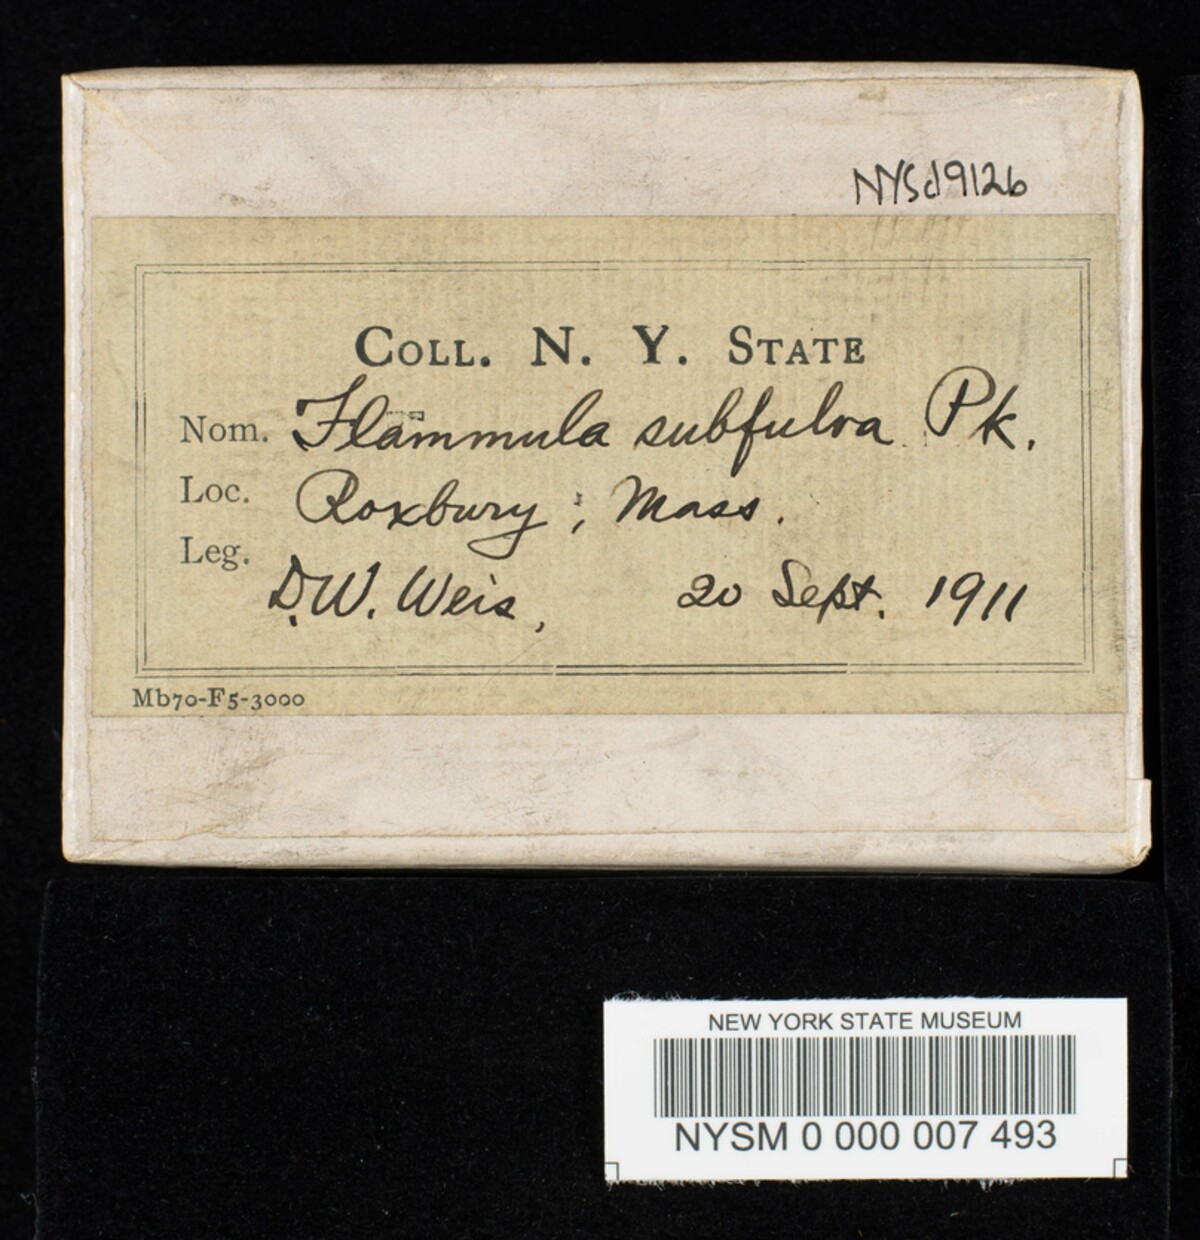 NYSd9126
COLL. N. Y. STATE
Nom. Flammula subfulva Pk.
Loc. Roxbury; Mass.
Leg.
D.W. Weis, 20 Sept. 1911
Mb70-F5-3000
NEW YORK STATE MUSEUM
NYSM 0 000 007 493